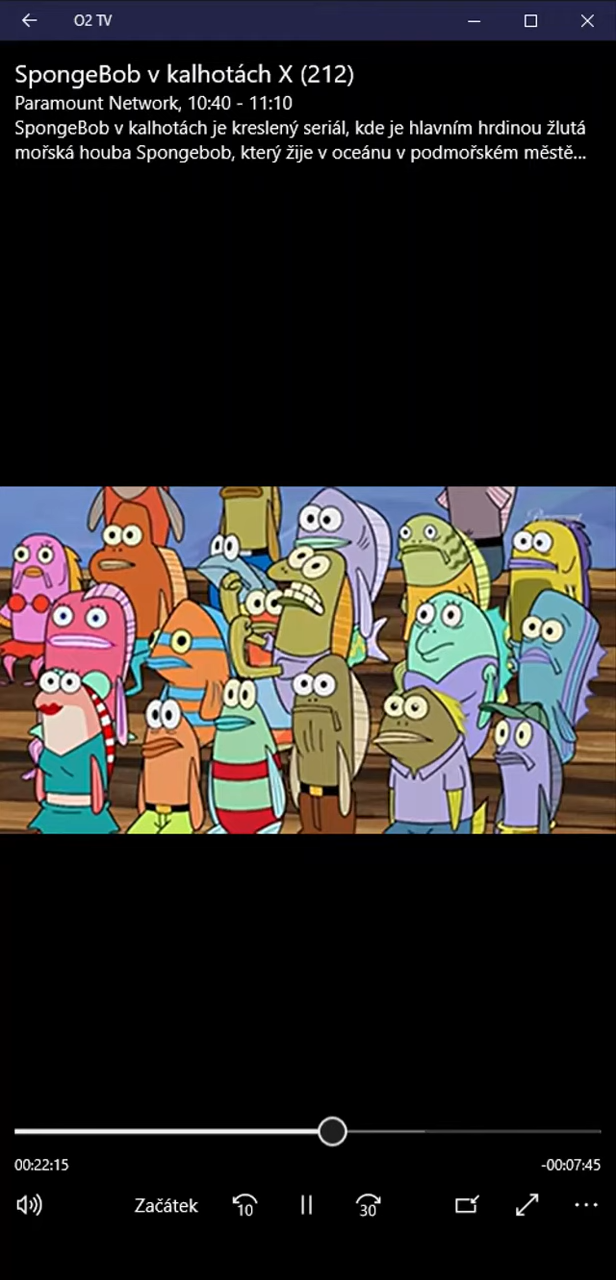 O2 TV
SpongeBob v kalhotách X (212)
Paramount Network, 10:40 - 11:10
SpongeBob v kalhotách je kreslený seriál, kde je hlavním hrdinou žlutá
mořská houba Spongebob, který žije v oceánu v podmořském městě...
Paramount
00:22:15
-00:07:45
Začátek
10
30